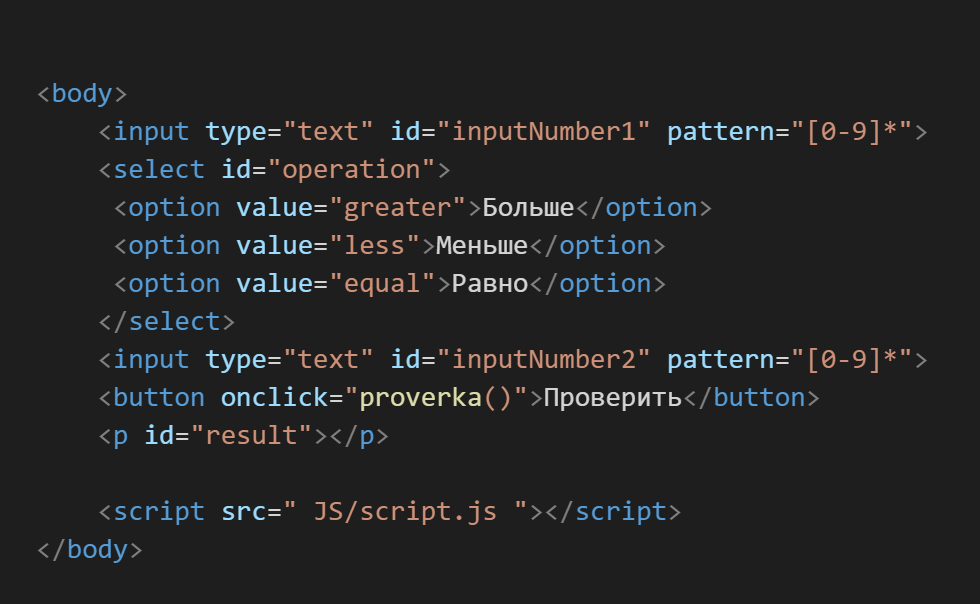 <body>
    <input type="text" id="inputNumber1" pattern="[0-9]*">
    <select id="operation">
     <option value="greater">Больше</option>
     <option value="less">Меньше</option>
     <option value="equal">Равно</option>
    </select>
    <input type="text" id="inputNumber2" pattern="[0-9]*">
    <button onclick="proverka()">Проверить</button>
    <p id="result"></p>
    <script src=" JS/script.js "></script>
</body>